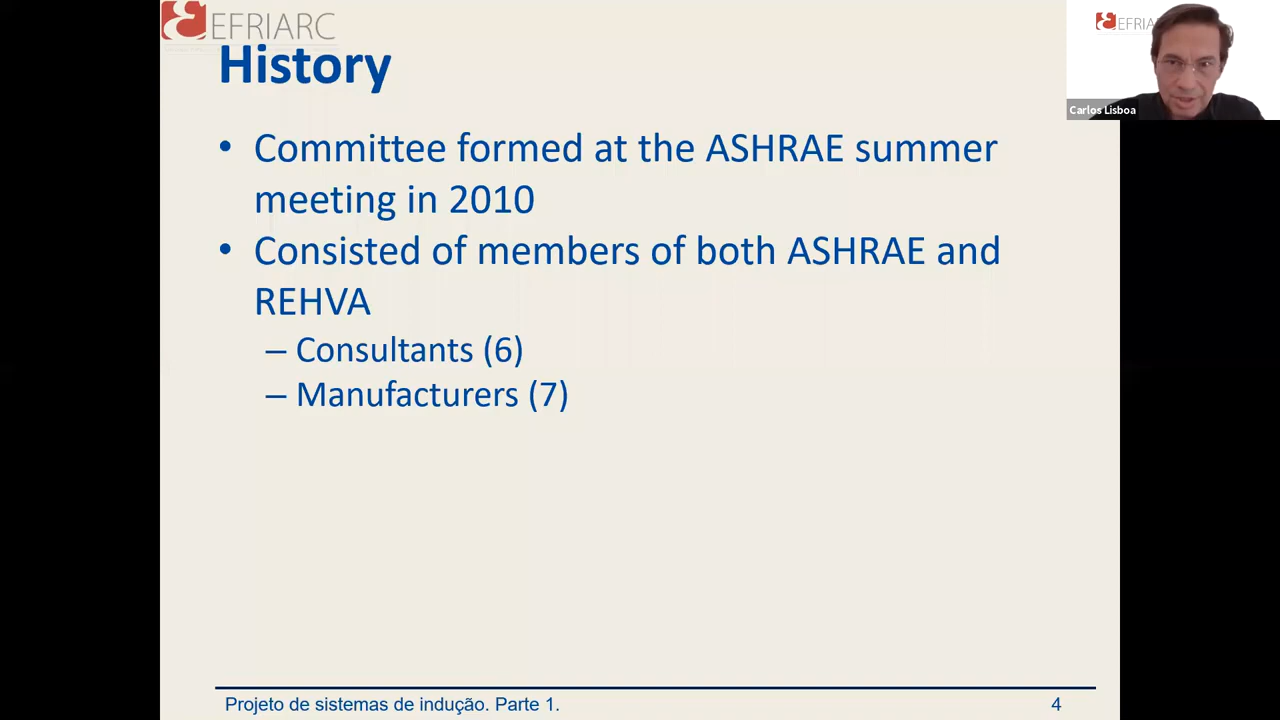 EFRIARC
EFRIARC
Carlos Lisboa
History
• Committee formed at the ASHRAE summer
meeting in 2010
• Consisted of members of both ASHRAE and
REHVA
– Consultants (6)
– Manufacturers (7)
Projeto de sistemas de indução. Parte 1.
4